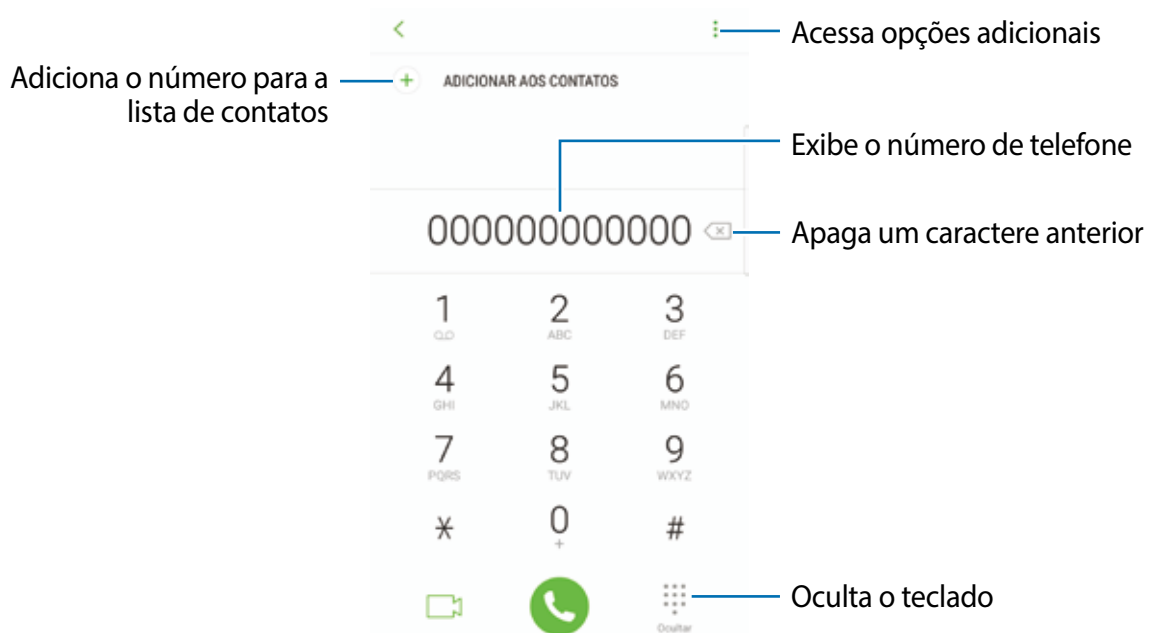 Acessa opções adicionais
Adiciona o número para a
lista de contatos
+ ADICIONAR AOS CONTATOS
Exibe o número de telefone
000000000000
Apaga um caractere anterior
1 2 3
ABC DEF
4 5 6
GHI JKL MNO
7 8 9
PQRS TUV WXYZ
* 0 #
+
Oculta o teclado
Ocultar